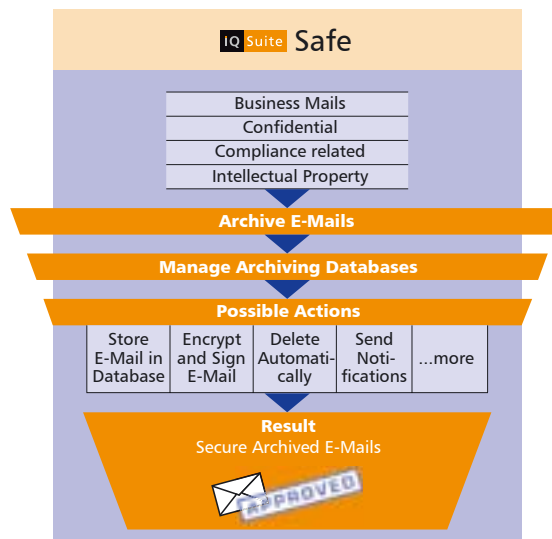 IQ Suite Safe
Business Mails
Confidential
Compliance related
Intellectual Property
Archive E-Mails
Manage Archiving Databases
Possible Actions
Store
E-Mail in
Database
Encrypt
and Sign
E-Mail
Delete
Automati-
cally
Send
Noti-
fications
...more
Result
Secure Archived E-Mails
APPROVED